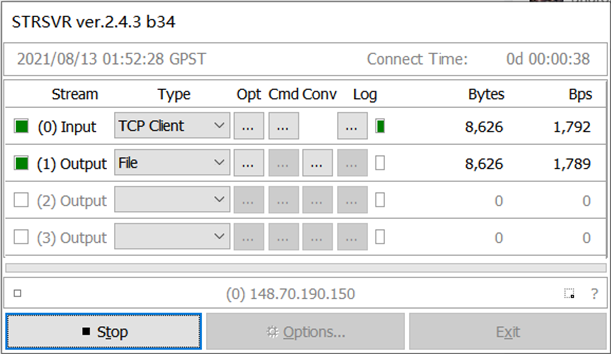 STRSVR ver.2.4.3 b34
2021/08/13 01:52:28 GPST Connect Time: 0d 00:00:38
Stream Type Opt Cmd Conv Log Bytes Bps
(0) Input TCP Client ... ... ... 8,626 1,792
(1) Output File ... ... ... ... 8,626 1,789
(2) Output ... ... ... ... 0 0
(3) Output ... ... ... ... 0 0
(0) 148.70.190.150 ?
Stop Options... Exit